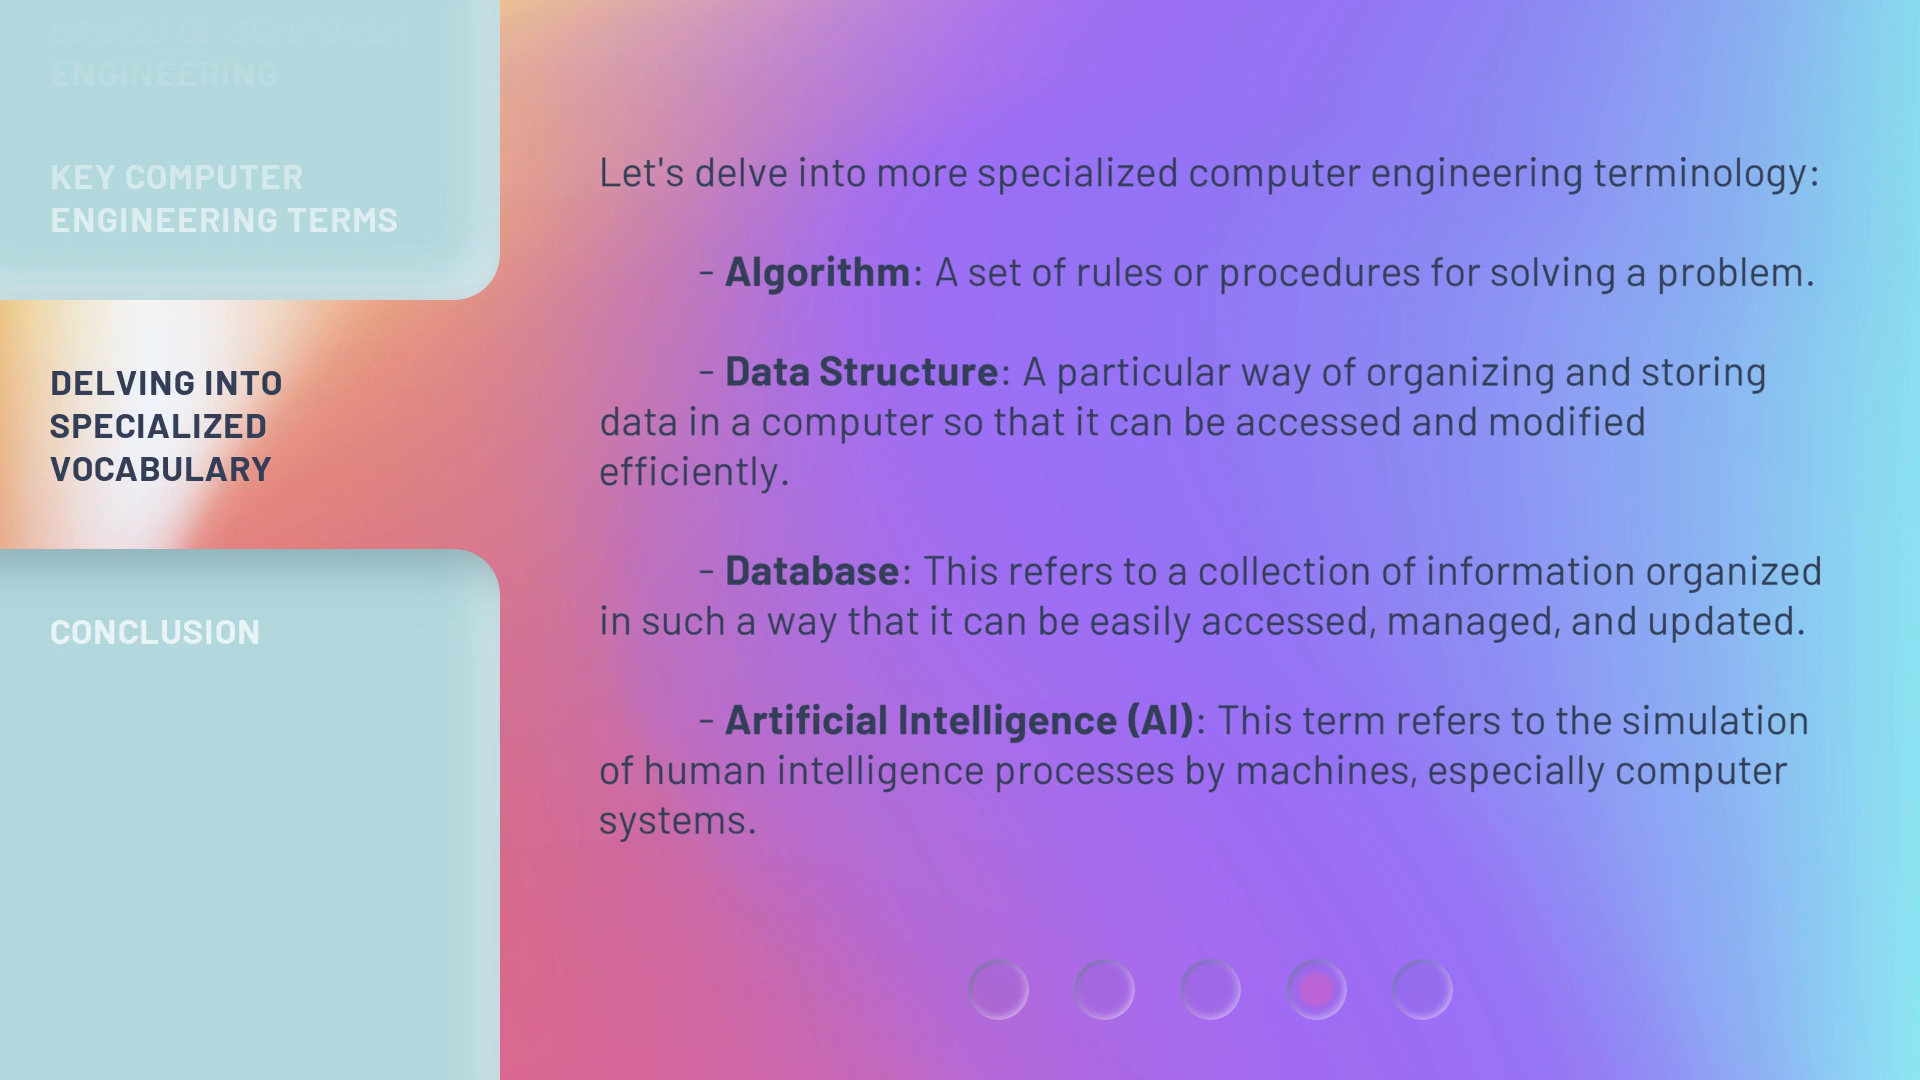 BASICS OF COMPUTER
ENGINEERING
KEY COMPUTER
ENGINEERING TERMS
DELVING INTO
SPECIALIZED
VOCABULARY
CONCLUSION
Let's delve into more specialized computer engineering terminology:
- Algorithm: A set of rules or procedures for solving a problem.
- Data Structure: A particular way of organizing and storing
data in a computer so that it can be accessed and modified
efficiently.
- Database: This refers to a collection of information organized
in such a way that it can be easily accessed, managed, and updated.
- Artificial Intelligence (AI): This term refers to the simulation
of human intelligence processes by machines, especially computer
systems.